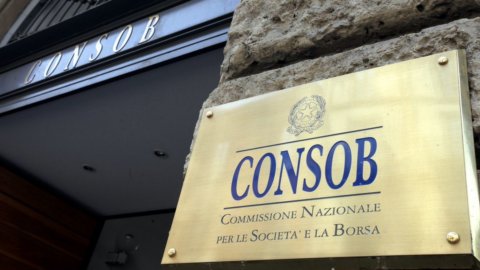 CONSOB
CONSOB
COMMISSIONE NAZIONALE
PER LE SOCIETA' E LA BORSA